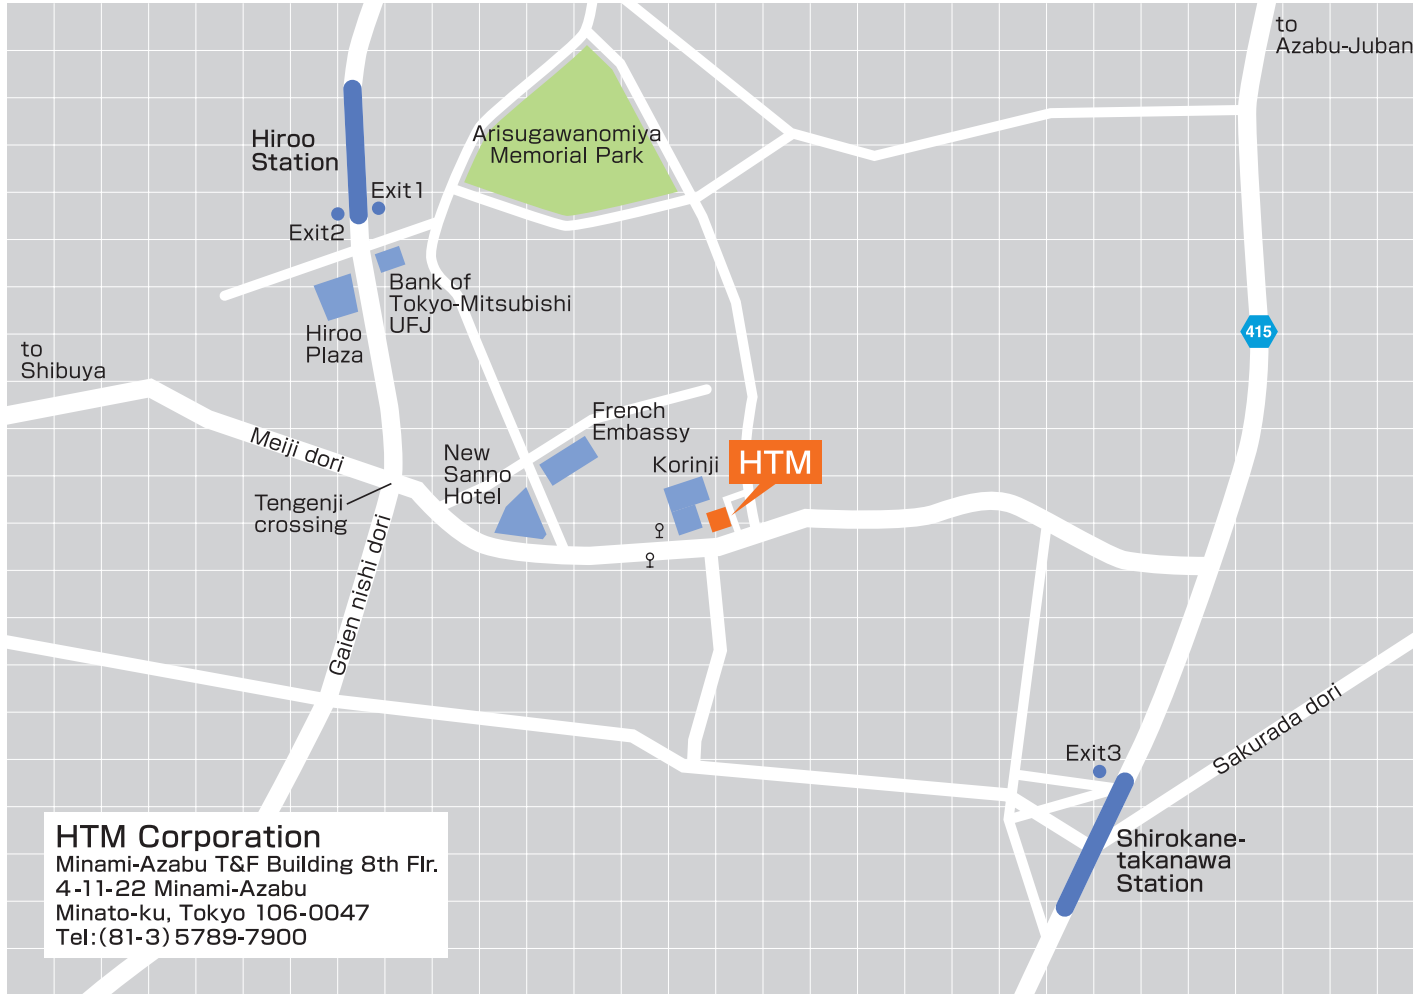 to
Azabu-Juban
Hiroo
Station
Arisugawanomiya
Memorial Park
Exit1
Exit2
Bank of
Tokyo-Mitsubishi
UFJ
Hiroo
Plaza
415
to
Shibuya
Meiji dori
French
Embassy
New
Sanno
Hotel
Korinji
HTM
Tengenji
crossing
Gaien nishi dori
Sakurada dori
Exit3
Shirokane-
takanawa
Station
HTM Corporation
Minami-Azabu T&F Building 8th Flr.
4-11-22 Minami-Azabu
Minato-ku, Tokyo 106-0047
Tel:(81-3)5789-7900